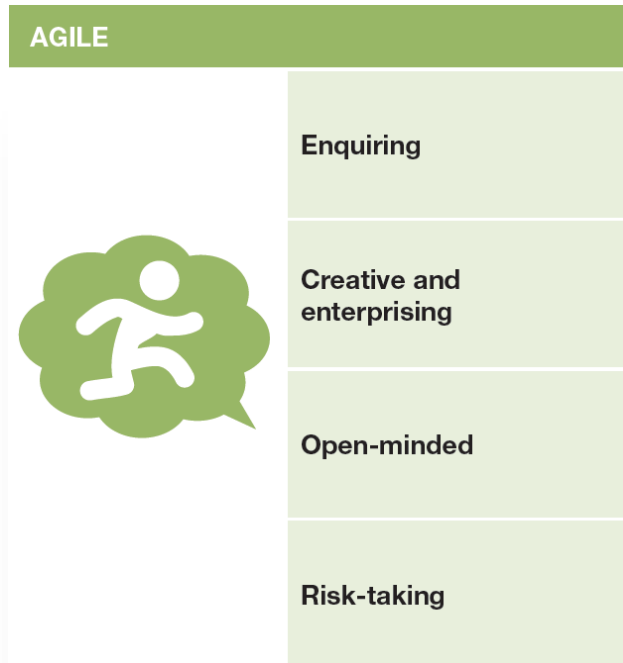 AGILE
Enquiring
Creative and
enterprising
Open-minded
Risk-taking